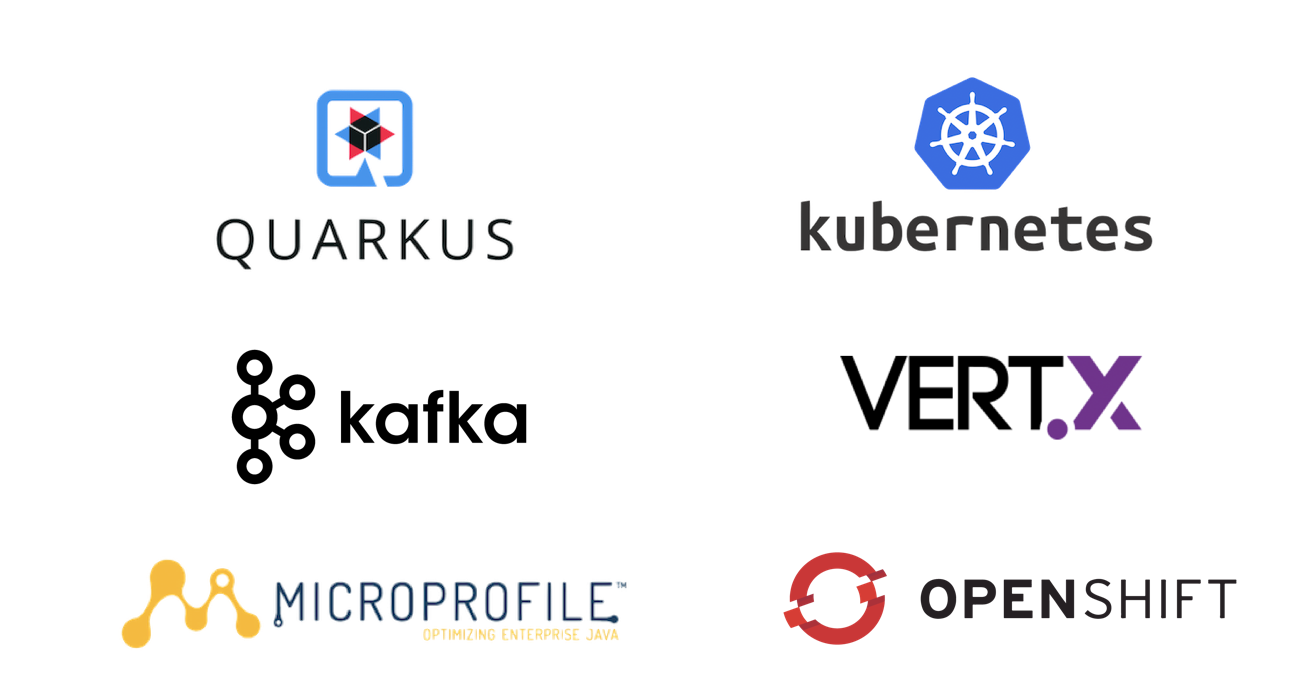 QUARKUS
kubernetes
kafka
VERT.X
MICROPROFILE™
OPTIMIZING ENTERPRISE JAVA
OPENSHIFT